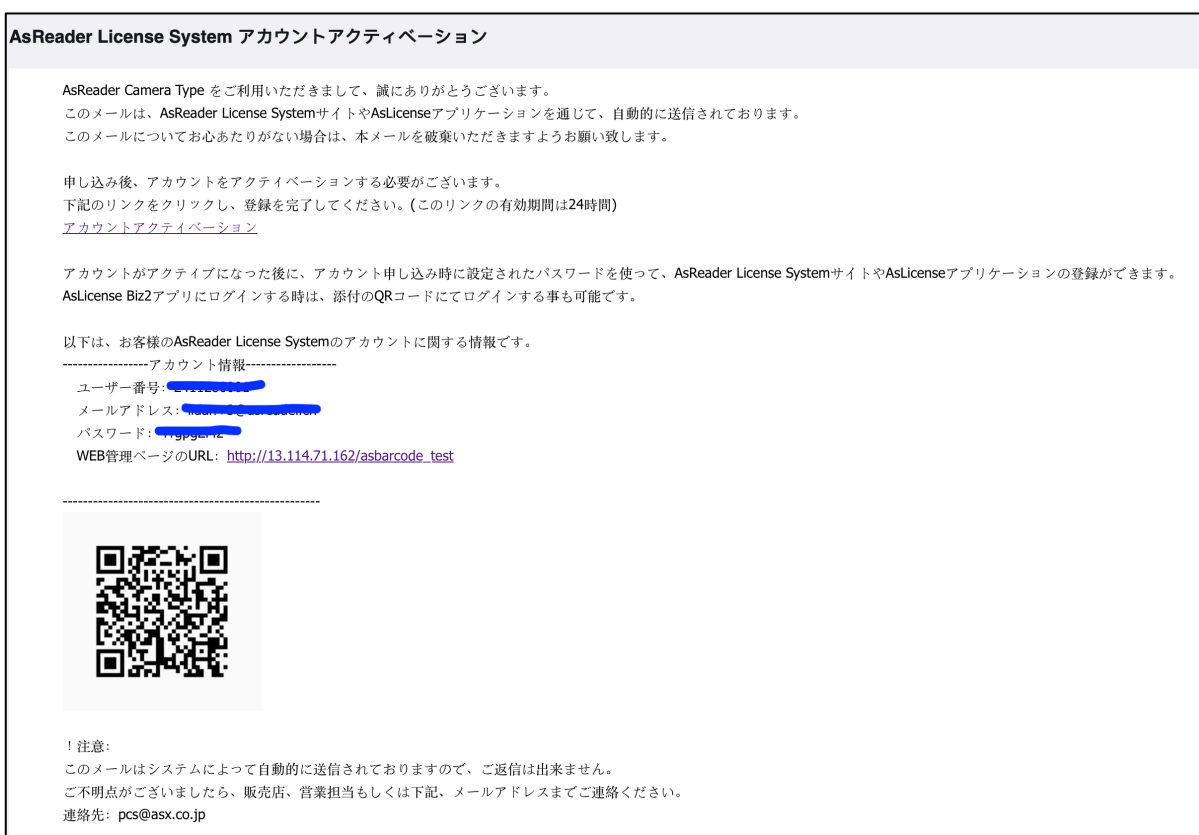 AsReader License System アカウントアクティベーション
AsReader Camera Type をご利用いただきまして、誠にありがとうございます。
このメールは、AsReader License SystemサイトやAsLicenseアプリケーションを通じて、自動的に送信されております。
このメールについてお心あたりがない場合は、本メールを破棄いただきますようお願い致します。
申し込み後、アカウントをアクテイベーションする必要がございます。
下記のリンクをクリックし、登録を完了してください。(このリンクの有効期間は24時間)
アカウントアクテイベーション
アカウントがアクティブになった後に、アカウント申し込み時に設定されたパスワードを使って、AsReader License SystemサイトやAsLicenseアプリケーションの登録ができます。
AsLicense Biz2アプリにログインする時は、添付のQRコードにてログインする事も可能です。
以下は、お客様のAsReader License Systemのアカウントに関する情報です。
-----------------アカウント情報------------------
ユーザー番号:
メールアドレス:
パスワード:
WEB管理ページのURL: http://13.114.71.162/asbarcode_test
---------------------------------------------------
！注意:
このメールはシステムによって自動的に送信されておりますので、ご返信は出来ません。
ご不明点がございましたら、販売店、営業担当もしくは下記、メールアドレスまでご連絡ください。
連絡先: pcs@asx.co.jp